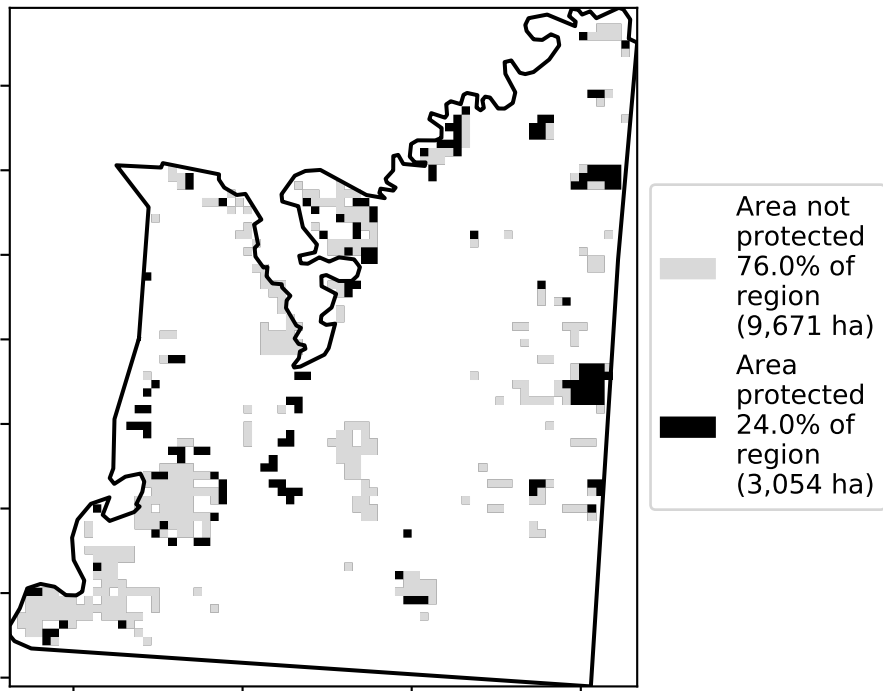 Area not
protected
76.0% of
region
(9,671 ha)
Area
protected
24.0% of
region
(3,054 ha)